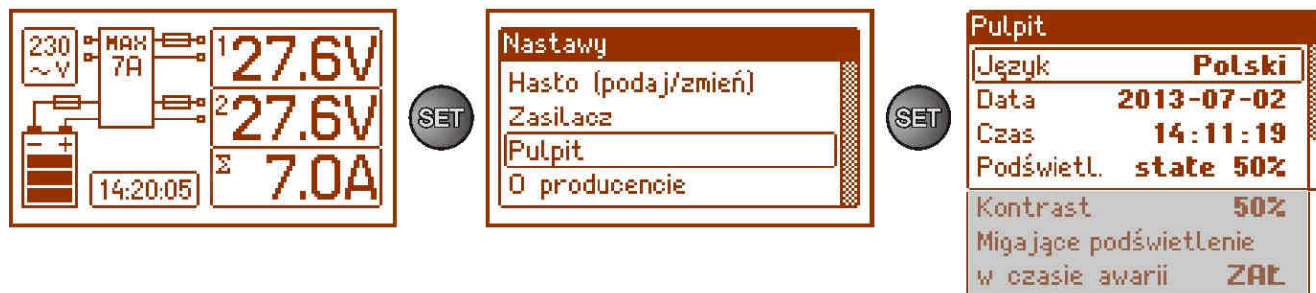 230
~V
MAX
7A
1 27.6V
2 27.6V
Σ 7.0A
- +
14:20:05
SET
Nastawy
Hasło (podaj/zmień)
Zasilacz
Pulpit
O producencie
SET
Pulpit
Język Polski
Data 2013-07-02
Czas 14:11:19
Podświetl. stałe 50%
Kontrast 50%
Migające podświetlenie
w czasie awarii ZAŁ